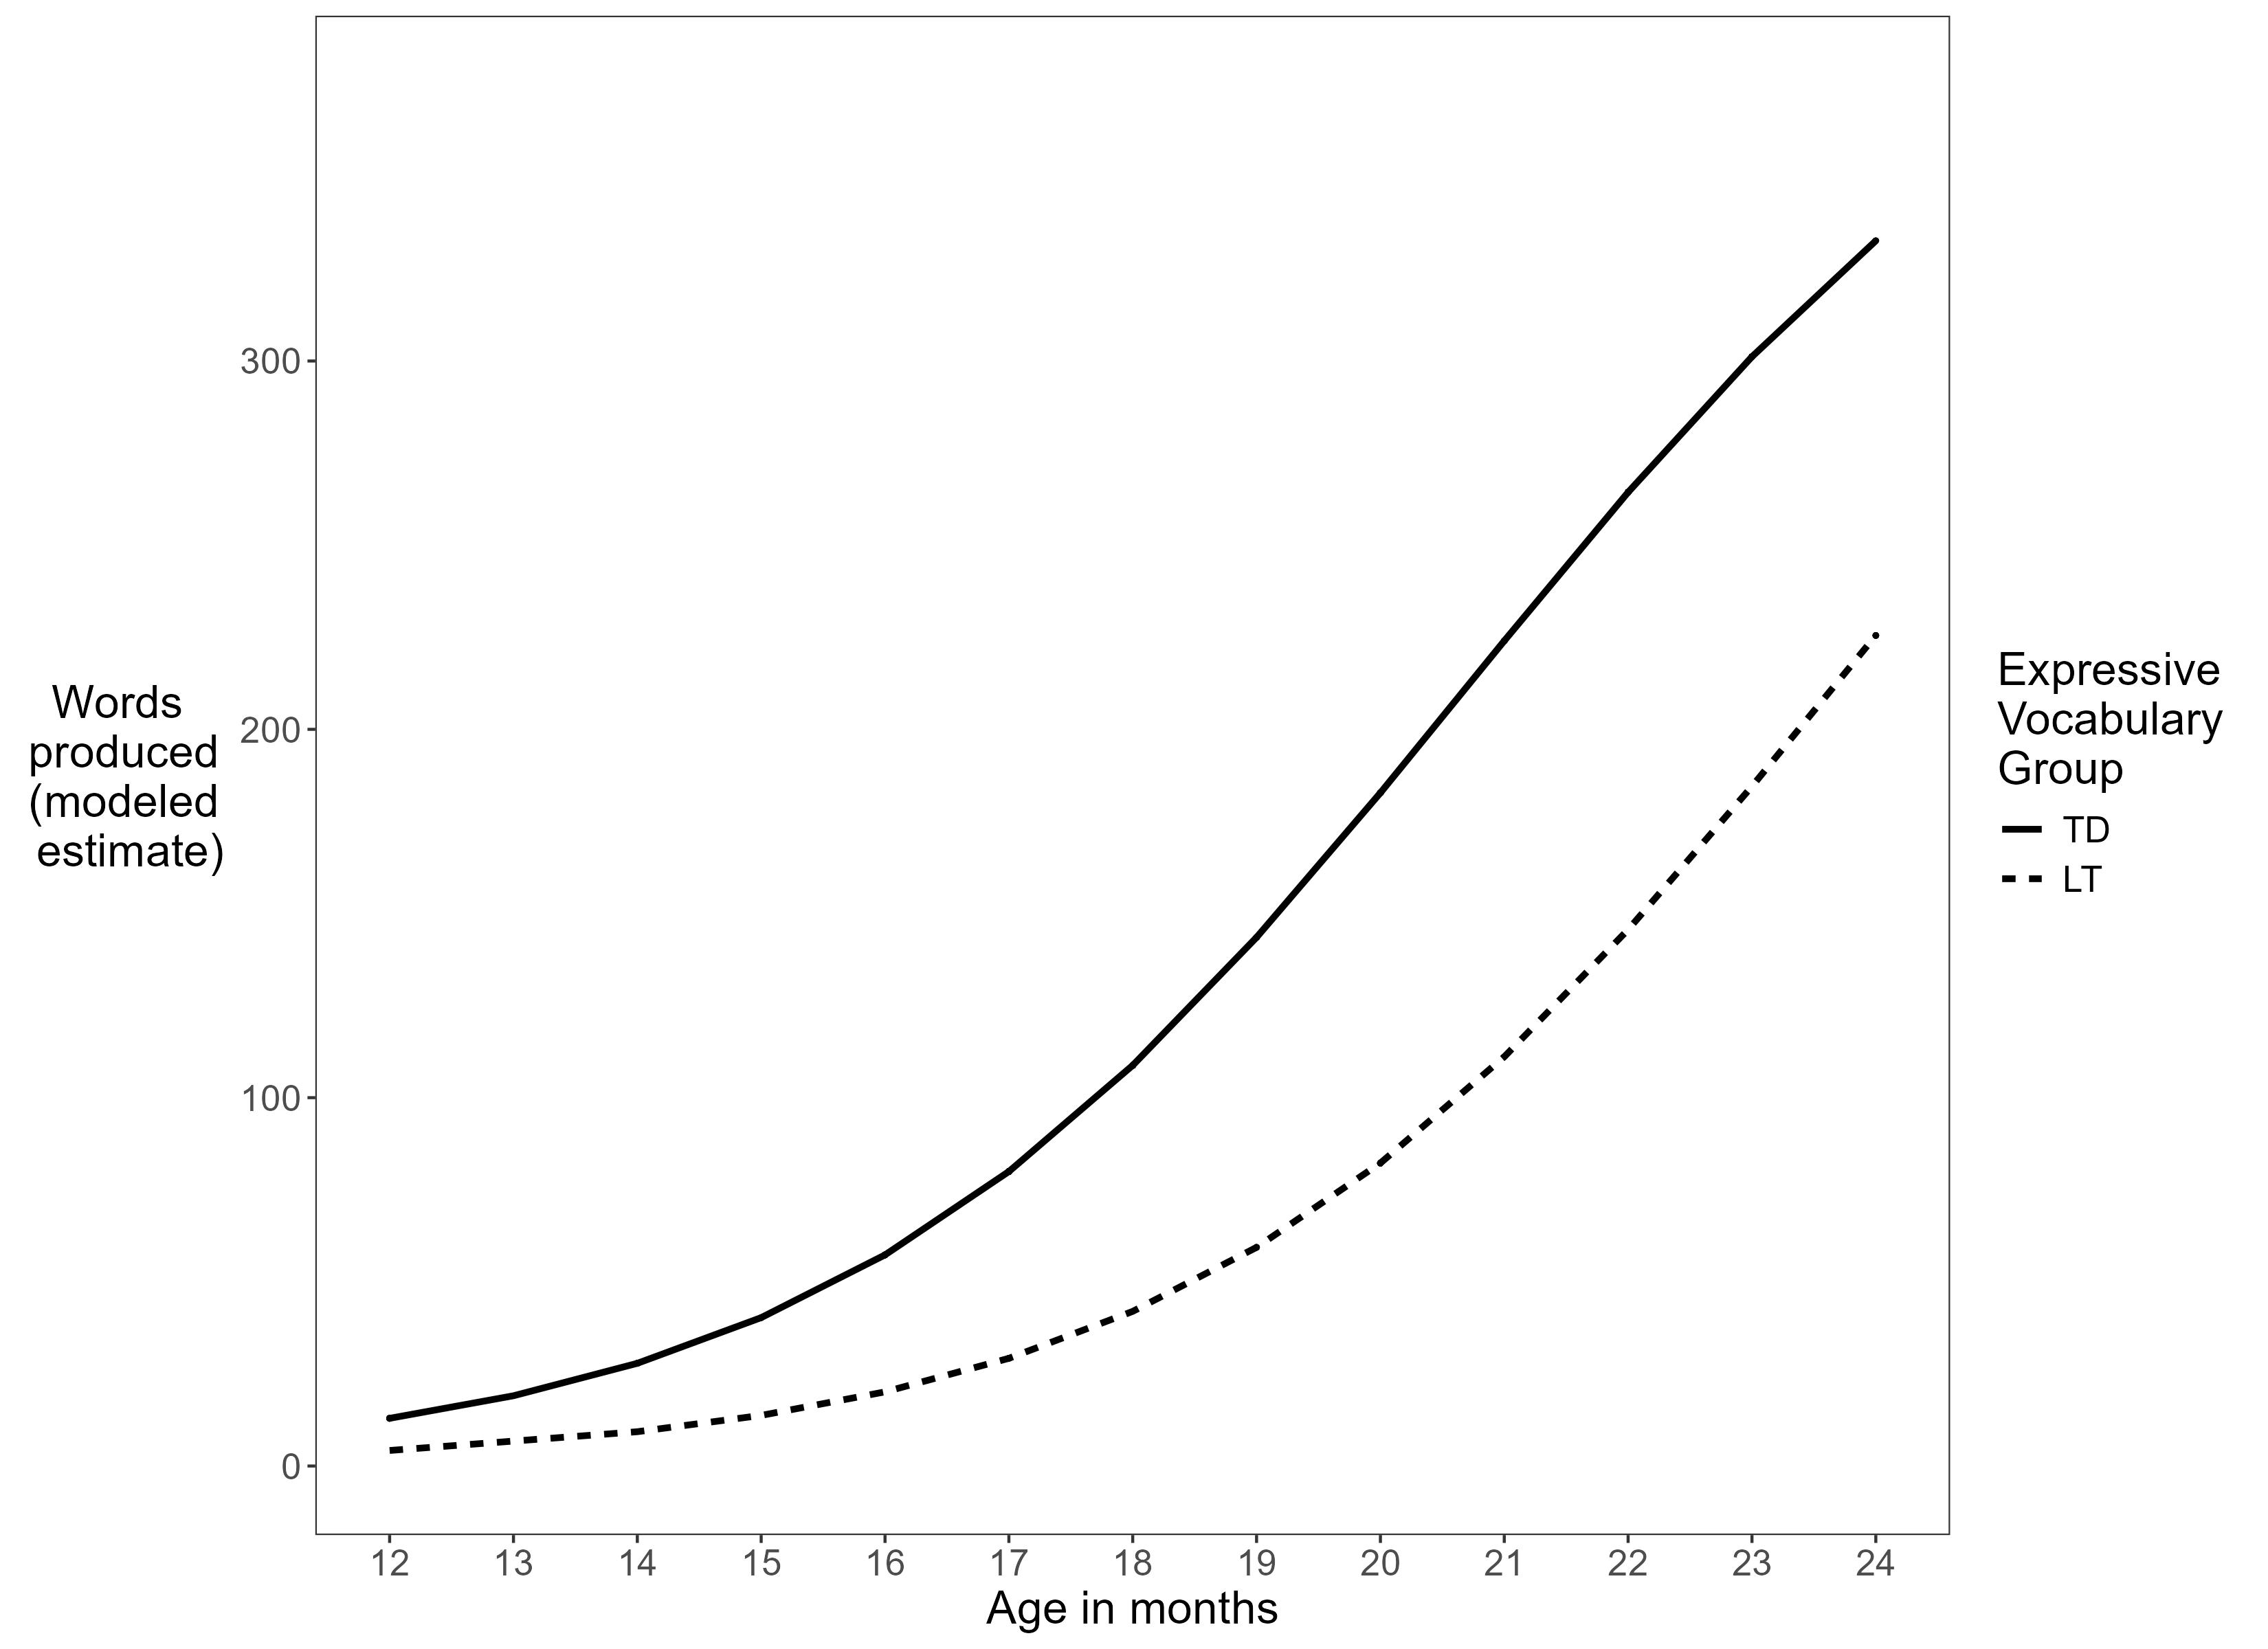 Words
produced
(modeled
estimate)
300
200
100
0
12 13 14 15 16 17 18 19 20 21 22 23 24
Age in months
Expressive
Vocabulary
Group
TD
LT